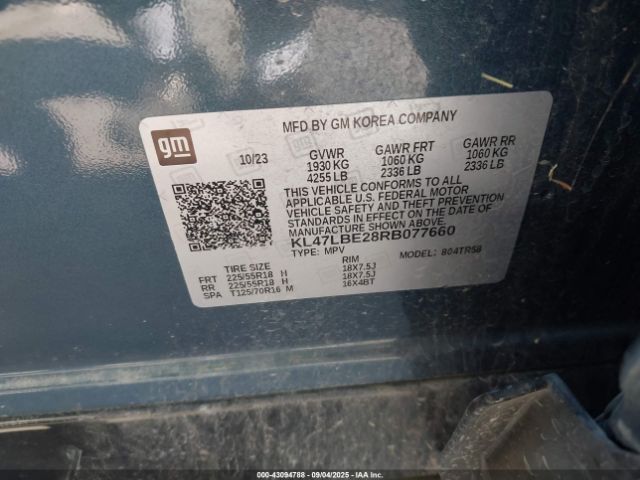 gm
MFD BY GM KOREA COMPANY
10/23 GVWR GAWR FRT GAWR RR
1930 KG 1060 KG 1060 KG
4255 LB 2336 LB 2336 LB
THIS VEHICLE CONFORMS TO ALL
APPLICABLE U.S. FEDERAL MOTOR
VEHICLE SAFETY AND THEFT PREVENTION
STANDARDS IN EFFECT ON THE DATE OF
MANUFACTURE SHOWN ABOVE.
KL47LBE28RB077660
TYPE: MPV MODEL: 804TR58
TIRE SIZE RIM
FRT 225/55R18 H 18X7.5J
RR 225/55R18 H 18X7.5J
SPA T125/70R16 M 16X4BT
000-43094788 - 09/04/2025 - Copyright IAA, LLC